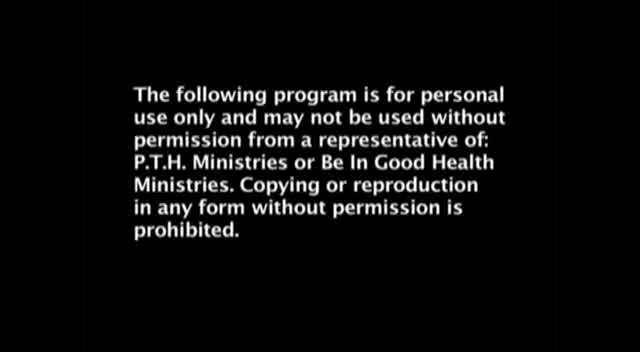 The following program is for personal
use only and may not be used without
permission from a representative of:
P.T.H. Ministries or Be In Good Health
Ministries. Copying or reproduction
in any form without permission is
prohibited.